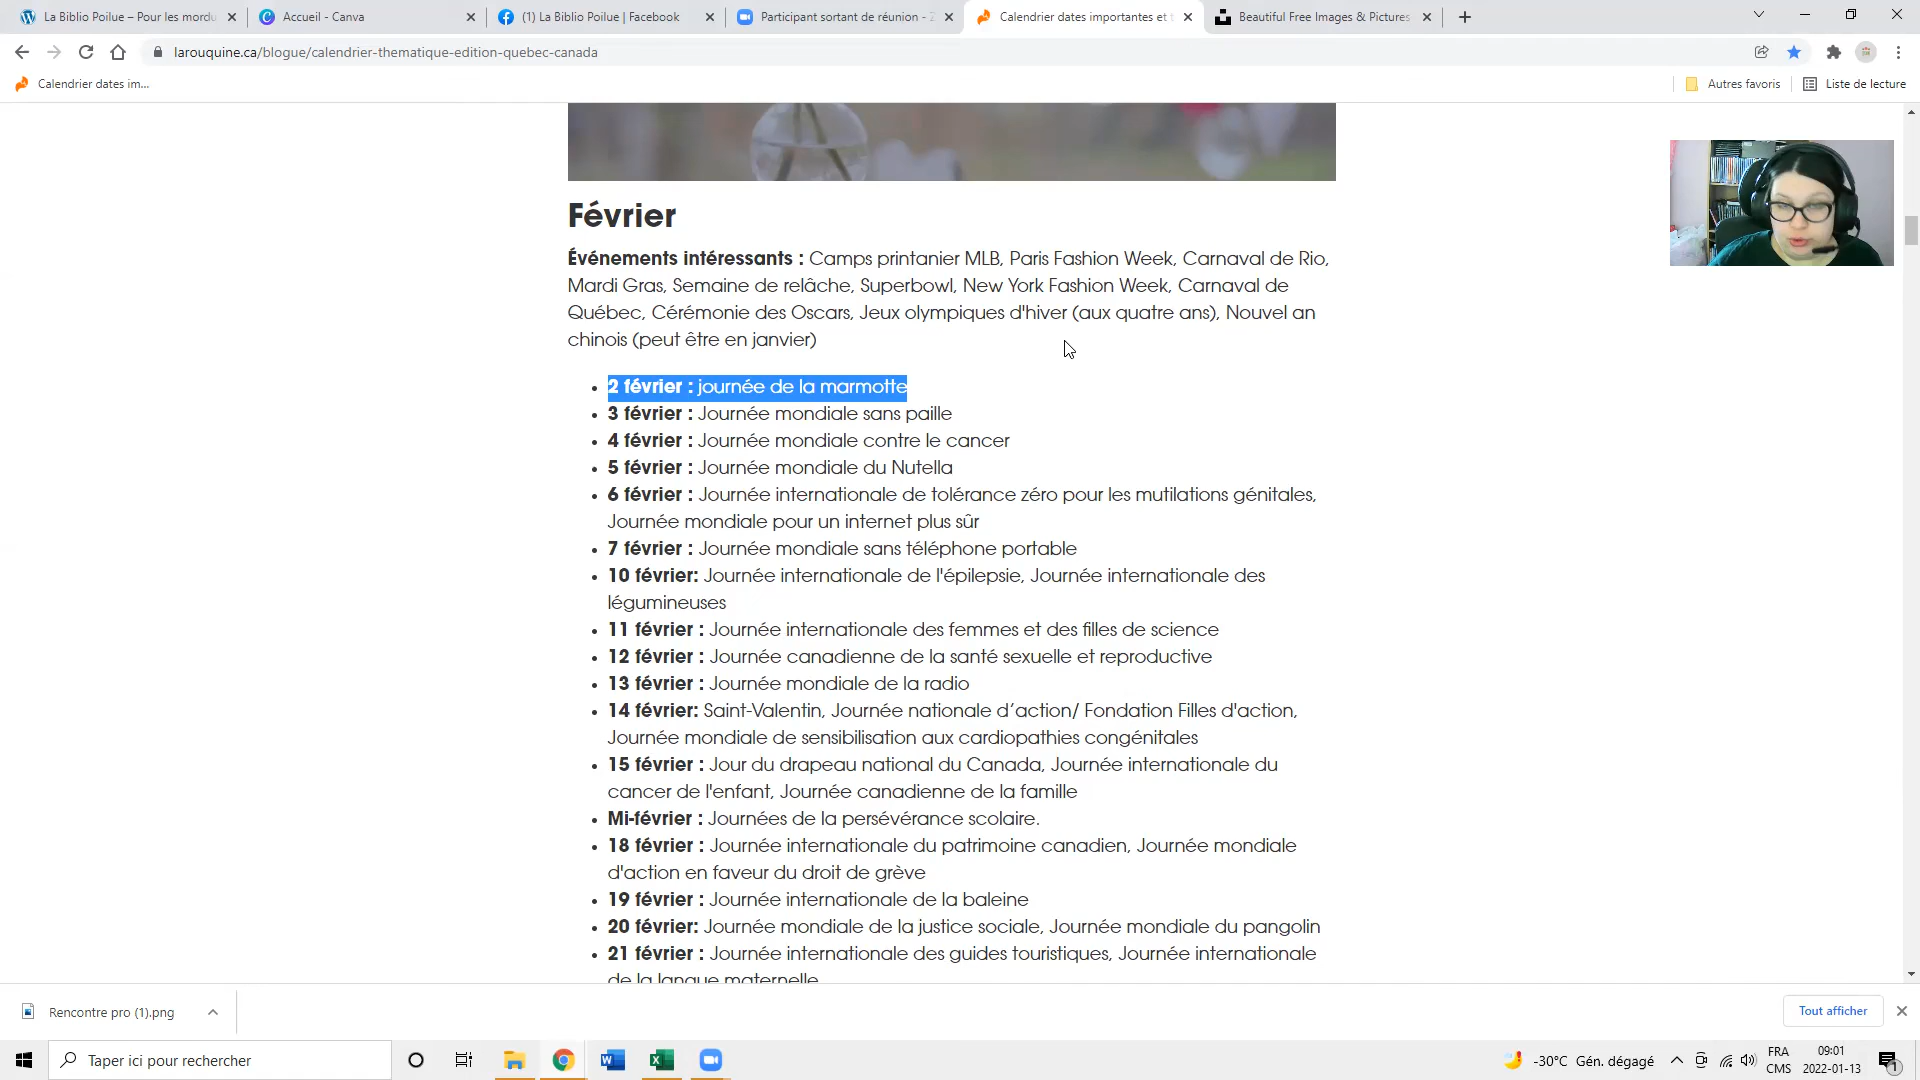 La Biblio Poilue – Pour les mordu
Accueil - Canva
(1) La Biblio Poilue | Facebook
Participant sortant de réunion - Z
Calendrier dates importantes et t
Beautiful Free Images & Pictures
larouquine.ca/blogue/calendrier-thematique-edition-quebec-canada
Calendrier dates im...
Autres favoris
Liste de lecture
Février
Événements intéressants : Camps printanier MLB, Paris Fashion Week, Carnaval de Rio,
Mardi Gras, Semaine de relâche, Superbowl, New York Fashion Week, Carnaval de
Québec, Cérémonie des Oscars, Jeux olympiques d'hiver (aux quatre ans), Nouvel an
chinois (peut être en janvier)
• 2 février : journée de la marmotte
• 3 février : Journée mondiale sans paille
• 4 février : Journée mondiale contre le cancer
• 5 février : Journée mondiale du Nutella
• 6 février : Journée internationale de tolérance zéro pour les mutilations génitales,
Journée mondiale pour un internet plus sûr
• 7 février : Journée mondiale sans téléphone portable
• 10 février: Journée internationale de l'épilepsie, Journée internationale des
légumineuses
• 11 février : Journée internationale des femmes et des filles de science
• 12 février : Journée canadienne de la santé sexuelle et reproductive
• 13 février : Journée mondiale de la radio
• 14 février: Saint-Valentin, Journée nationale d’action/ Fondation Filles d'action,
Journée mondiale de sensibilisation aux cardiopathies congénitales
• 15 février : Jour du drapeau national du Canada, Journée internationale du
cancer de l'enfant, Journée canadienne de la famille
• Mi-février : Journées de la persévérance scolaire.
• 18 février : Journée internationale du patrimoine canadien, Journée mondiale
d'action en faveur du droit de grève
• 19 février : Journée internationale de la baleine
• 20 février: Journée mondiale de la justice sociale, Journée mondiale du pangolin
• 21 février : Journée internationale des guides touristiques, Journée internationale
de la langue maternelle
Rencontre pro (1).png
Tout afficher
Taper ici pour rechercher
-30°C Gén. dégagé
FRA
CMS
09:01
2022-01-13
1